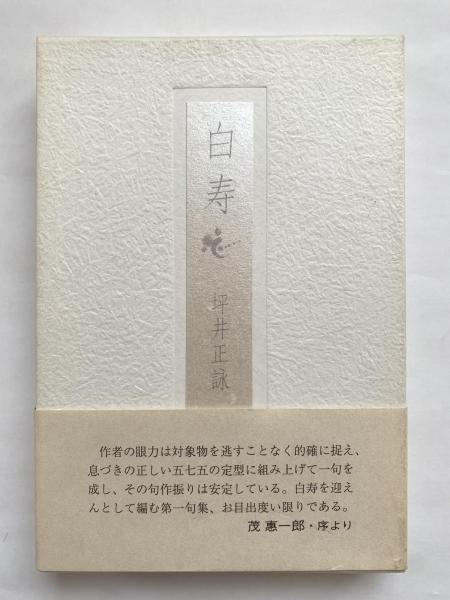 白寿
坪井正詠
作者の眼力は対象物を逃すことなく的確に捉え、
息づきの正しい五七五の定型に組み上げて一句を
成し、その句作振りは安定している。白寿を迎え
んとして編む第一句集、お目出度い限りである。
茂 惠一郎・序より